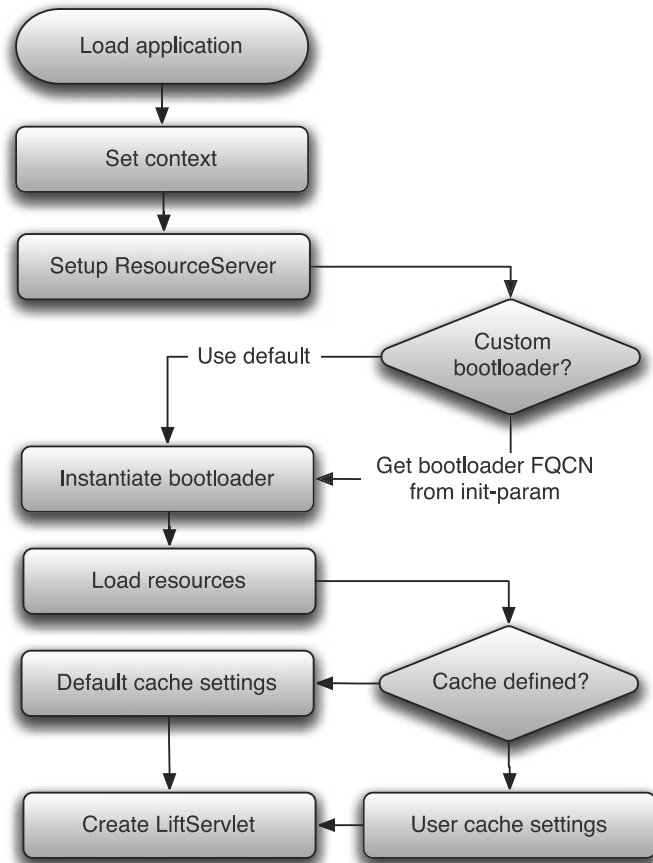 Load application
Set context
Setup ResourceServer
Custom
bootloader?
Use default
Instantiate bootloader
Get bootloader FQCN
from init-param
Load resources
Default cache settings
Cache defined?
Create LiftServlet
User cache settings